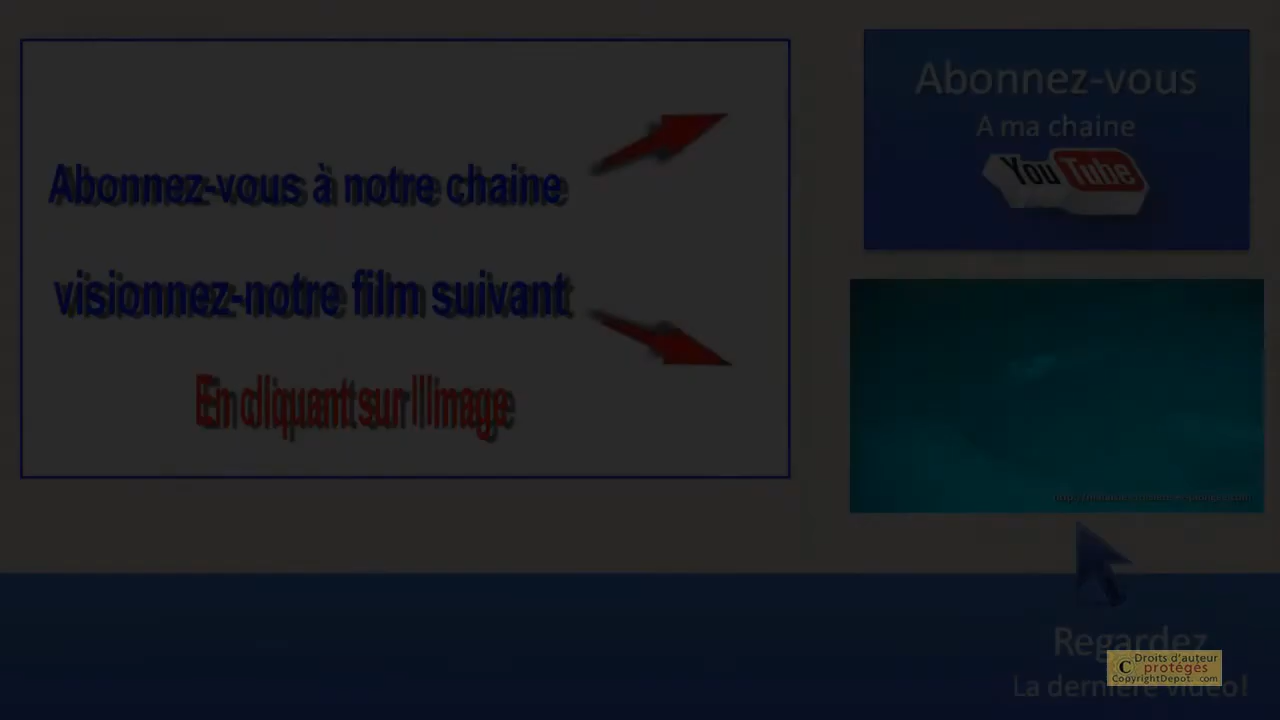 Abonnez-vous à notre chaine
visionnez-notre film suivant
En cliquant sur l Image
Abonnez-vous
A ma chaine
YouTube
Regardez
La dernière vidéo!
C Droits d'auteur
protégés
CopyrightDepot.com